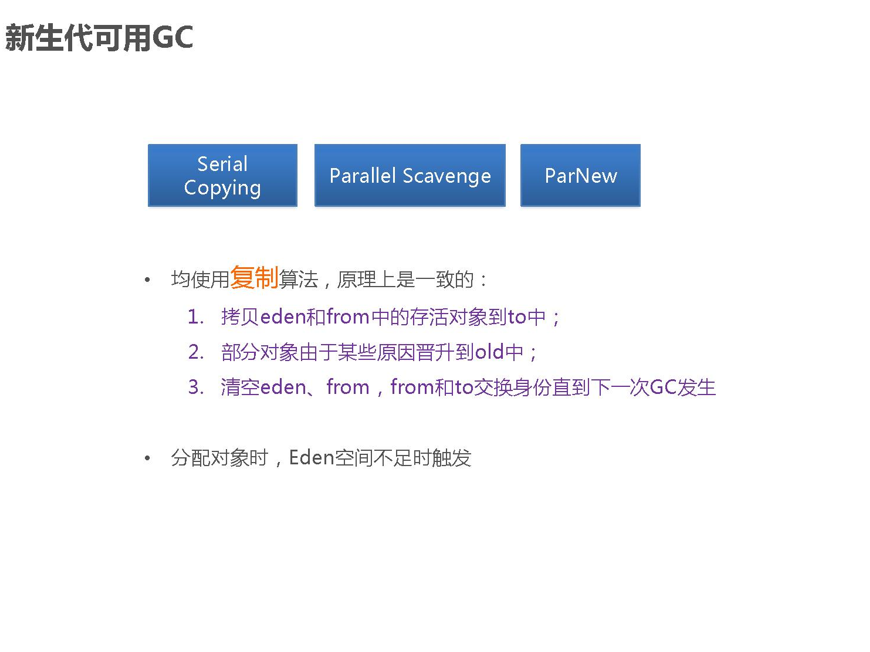 新生代可用GC
Serial
Copying
Parallel Scavenge
ParNew
• 均使用复制算法，原理上是一致的：
1. 拷贝eden和from中的存活对象到to中；
2. 部分对象由于某些原因晋升到old中；
3. 清空eden、from，from和to交换身份直到下一次GC发生
• 分配对象时，Eden空间不足时触发